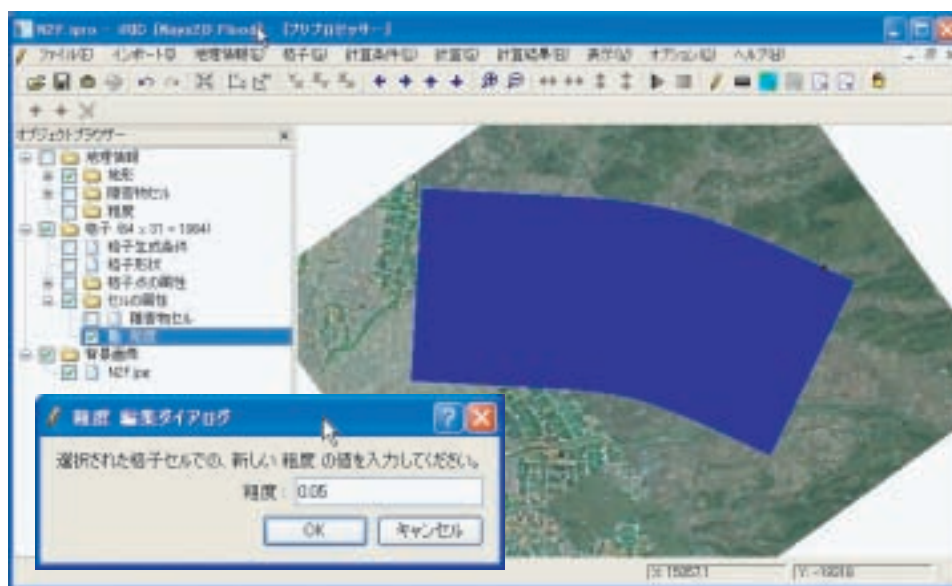 N2F.ipro - iRIC [Nays2D Flood] - [プリプロセッサー]
ファイル(F) インポート(I) 地理情報(E) 格子(G) 計算条件(C) 計算(S) 計算結果(R) 表示(V) オプション(O) ヘルプ(H)
オブジェクトブラウザー
地理情報
地形
障害物セル
粗度
格子 (64 x 31 = 1984)
格子生成条件
格子形状
格子点の属性
セルの属性
障害物セル
粗度
背景画像
N2F.jpg
粗度 編集ダイアログ
選択された格子セルでの、新しい 粗度 の値を入力してください。
粗度: 0.05
OK キャンセル